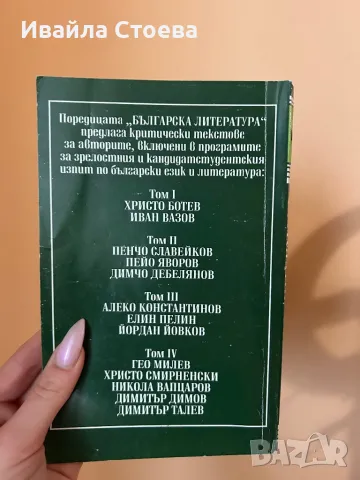 Ивайла Стоева
Поредицата „БЪЛГАРСКА ЛИТЕРАТУРА“
предлага критически текстове
за авторите, включени в програмите
за зрелостния и кандидатстудентския
изпит по български език и литература:
Том I
ХРИСТО БОТЕВ
ИВАН ВАЗОВ
Том II
ПЕНЧО СЛАВЕЙКОВ
ПЕЙО ЯВОРОВ
ДИМЧО ДЕБЕЛЯНОВ
Том III
АЛЕКО КОНСТАНТИНОВ
ЕЛИН ПЕЛИН
ЙОРДАН ЙОВКОВ
Том IV
ГЕО МИЛЕВ
ХРИСТО СМИРНЕНСКИ
НИКОЛА ВАПЦАРОВ
ДИМИТЪР ДИМОВ
ДИМИТЪР ТАЛЕВ
BAZAR